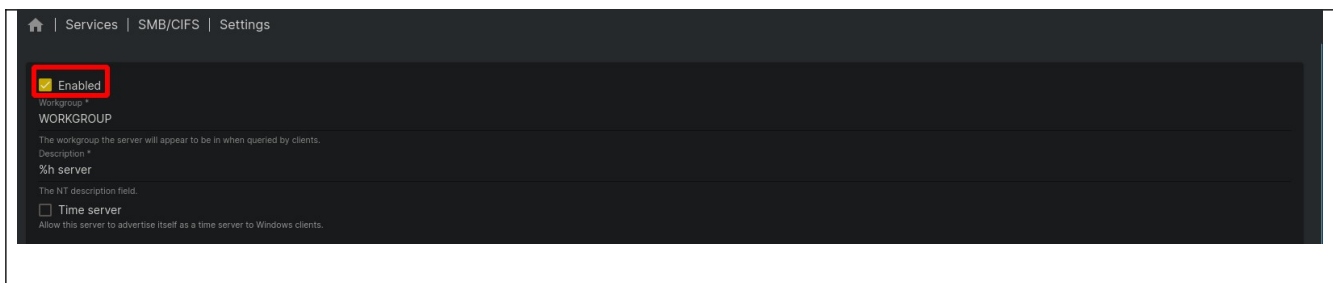 | Services | SMB/CIFS | Settings
Enabled
Workgroup *
WORKGROUP
The workgroup the server will appear to be in when queried by clients.
Description *
%h server
The NT description field.
Time server
Allow this server to advertise itself as a time server to Windows clients.